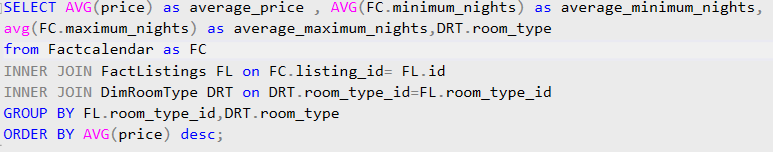 SELECT AVG(price) as average_price , AVG(FC.minimum_nights) as average_minimum_nights,
avg(FC.maximum_nights) as average_maximum_nights,DRT.room_type
from Factcalendar as FC
INNER JOIN FactListings FL on FC.listing_id= FL.id
INNER JOIN DimRoomType DRT on DRT.room_type_id=FL.room_type_id
GROUP BY FL.room_type_id,DRT.room_type
ORDER BY AVG(price) desc;